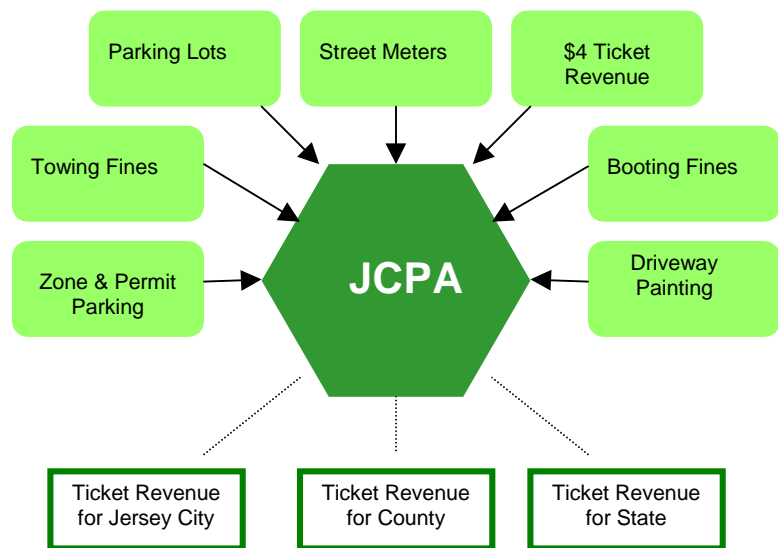 Parking Lots
Street Meters
$4 Ticket
Revenue
Towing Fines
Booting Fines
Zone & Permit
Parking
JCPA
Driveway
Painting
Ticket Revenue
for Jersey City
Ticket Revenue
for County
Ticket Revenue
for State